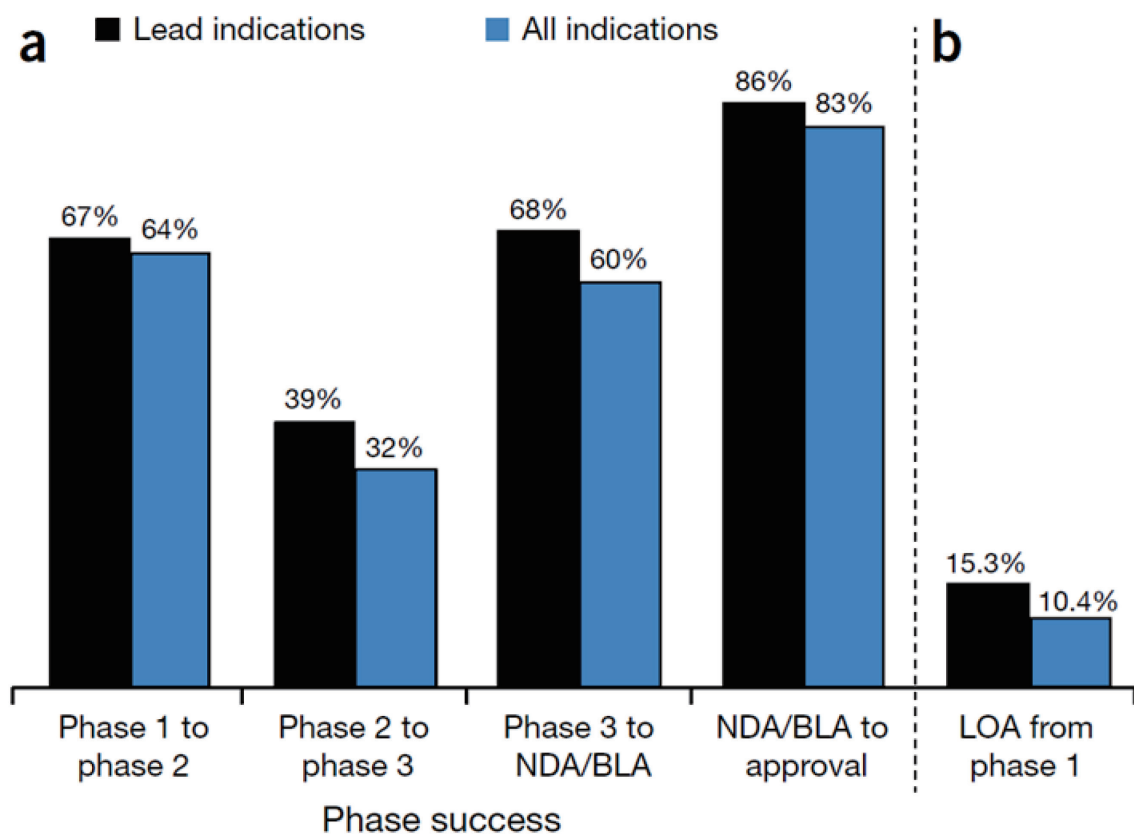 a
Lead indications
All indications
b
67%
64%
39%
32%
68%
60%
86%
83%
15.3%
10.4%
Phase 1 to
phase 2
Phase 2 to
phase 3
Phase 3 to
NDA/BLA
NDA/BLA to
approval
LOA from
phase 1
Phase success